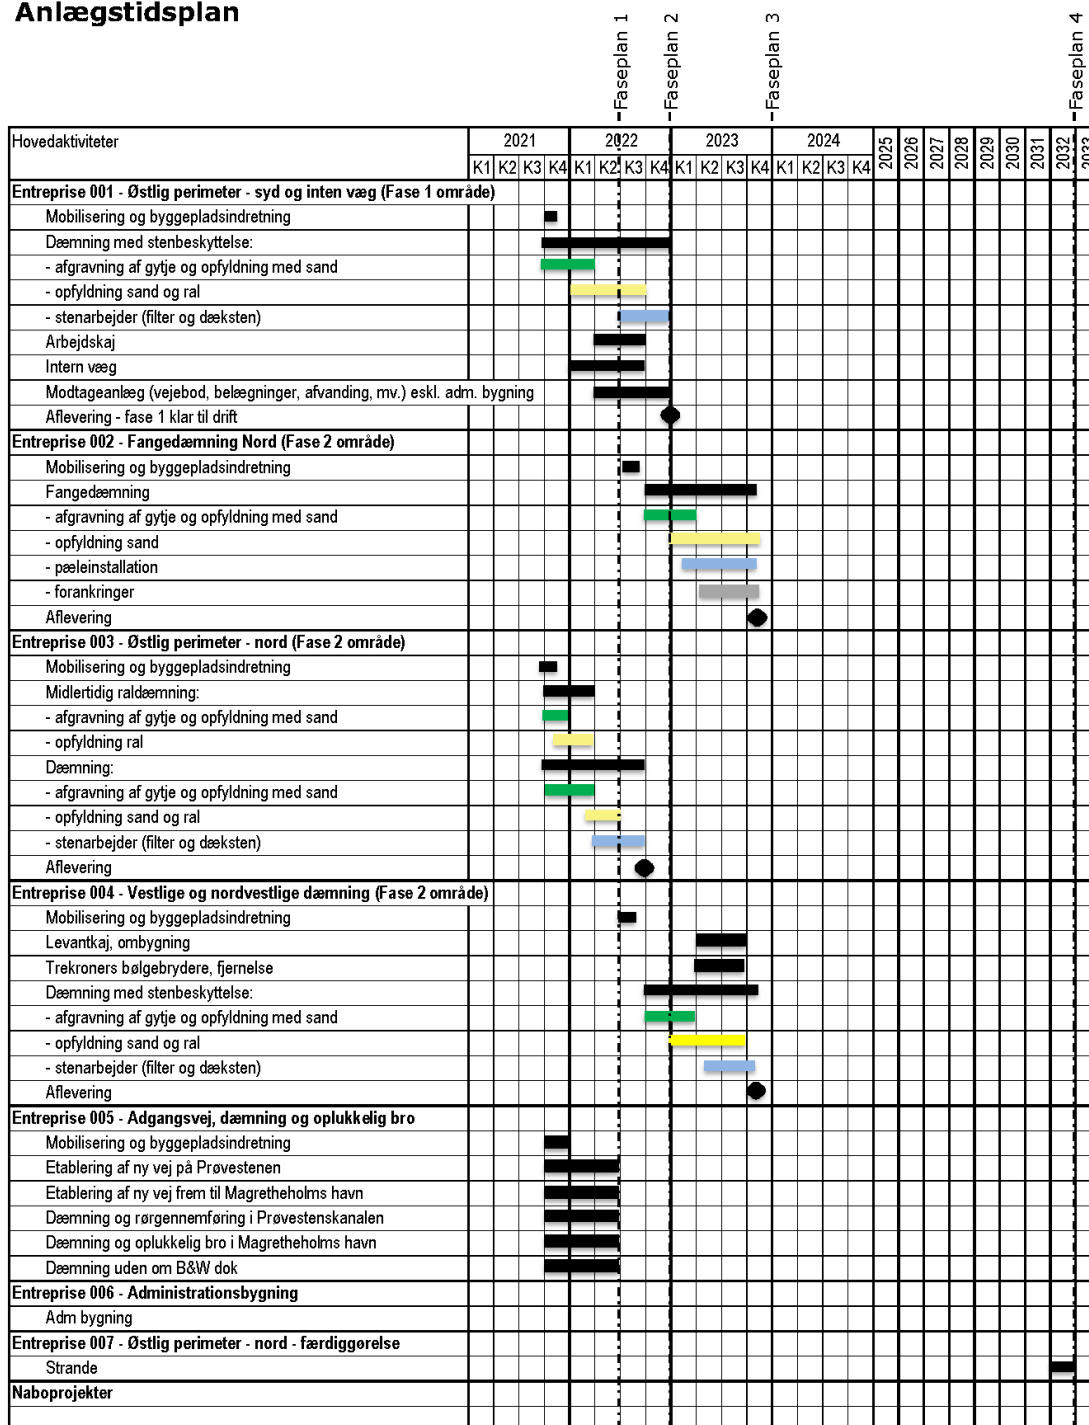 Anlægstidsplan
Faseplan 1
Faseplan 2
Faseplan 3
Faseplan 4
Hovedaktiviteter
2021 2022 2023 2024 2025 2026 2027 2028 2029 2030 2031 2032
K1 K2 K3 K4 K1 K2 K3 K4 K1 K2 K3 K4 K1 K2 K3 K4
Entreprise 001 - Østlig perimeter - syd og inten væg (Fase 1 område)
Mobilisering og byggepladsindretning
Dæmning med stenbeskyttelse:
- afgravning af gytje og opfyldning med sand
- opfyldning sand og ral
- stenarbejder (filter og dæksten)
Arbejdskaj
Intern væg
Modtageanlæg (vejebod, belægninger, afvanding, mv.) eskl. adm. bygning
Aflevering - fase 1 klar til drift
Entreprise 002 - Fangedæmning Nord (Fase 2 område)
Mobilisering og byggepladsindretning
Fangedæmning
- afgravning af gytje og opfyldning med sand
- opfyldning sand
- pæleinstallation
- forankringer
Aflevering
Entreprise 003 - Østlig perimeter - nord (Fase 2 område)
Mobilisering og byggepladsindretning
Midlertidig raldæmning:
- afgravning af gytje og opfyldning med sand
- opfyldning ral
Dæmning:
- afgravning af gytje og opfyldning med sand
- opfyldning sand og ral
- stenarbejder (filter og dæksten)
Aflevering
Entreprise 004 - Vestlige og nordvestlige dæmning (Fase 2 område)
Mobilisering og byggepladsindretning
Levantkaj, ombygning
Trekroners bølgebrydere, fjernelse
Dæmning med stenbeskyttelse:
- afgravning af gytje og opfyldning med sand
- opfyldning sand og ral
- stenarbejder (filter og dæksten)
Aflevering
Entreprise 005 - Adgangsvej, dæmning og oplukkelig bro
Mobilisering og byggepladsindretning
Etablering af ny vej på Prøvestenen
Etablering af ny vej frem til Magretheholms havn
Dæmning og rørgennemføring i Prøvestenskanalen
Dæmning og oplukkelig bro i Magretheholms havn
Dæmning uden om B&W dok
Entreprise 006 - Administrationsbygning
Adm bygning
Entreprise 007 - Østlig perimeter - nord - færdiggørelse
Strande
Naboprojekter